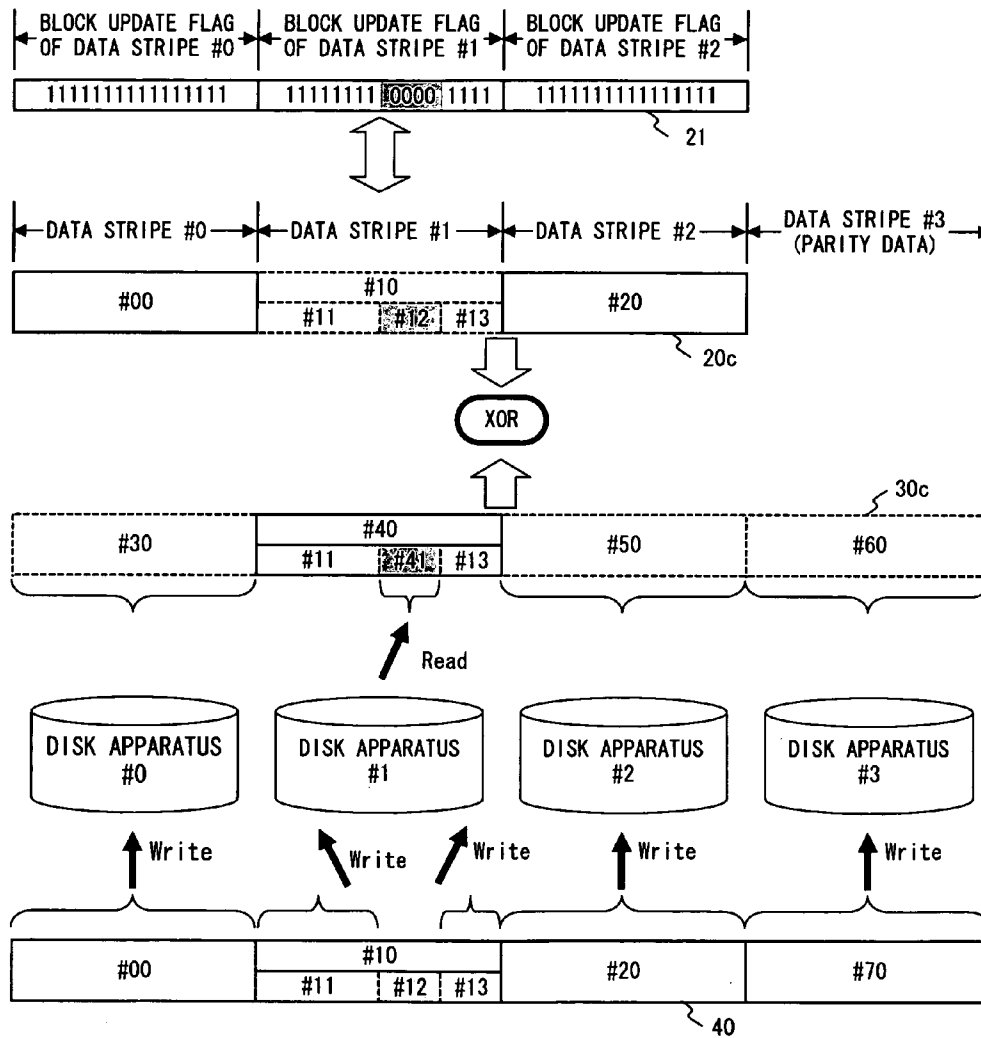 BLOCK UPDATE FLAG OF DATA STRIPE #0
BLOCK UPDATE FLAG OF DATA STRIPE #1
BLOCK UPDATE FLAG OF DATA STRIPE #2
1111111111111111
11111111 0000 1111
1111111111111111
21
DATA STRIPE #0
DATA STRIPE #1
DATA STRIPE #2
DATA STRIPE #3
(PARITY DATA)
#00
#10
#20
#11 #12 #13
20c
XOR
30c
#30
#40
#50
#60
#11 #41 #13
Read
DISK APPARATUS #0
DISK APPARATUS #1
DISK APPARATUS #2
DISK APPARATUS #3
Write
Write
Write
Write
Write
#00
#10
#20
#70
#11 #12 #13
40